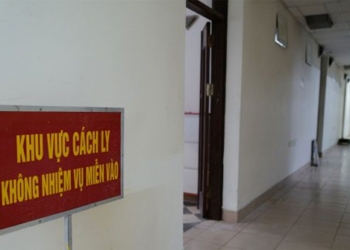 KHU VỰC CÁCH LY
KHÔNG NHIỆM VỤ MIỄN VÀO